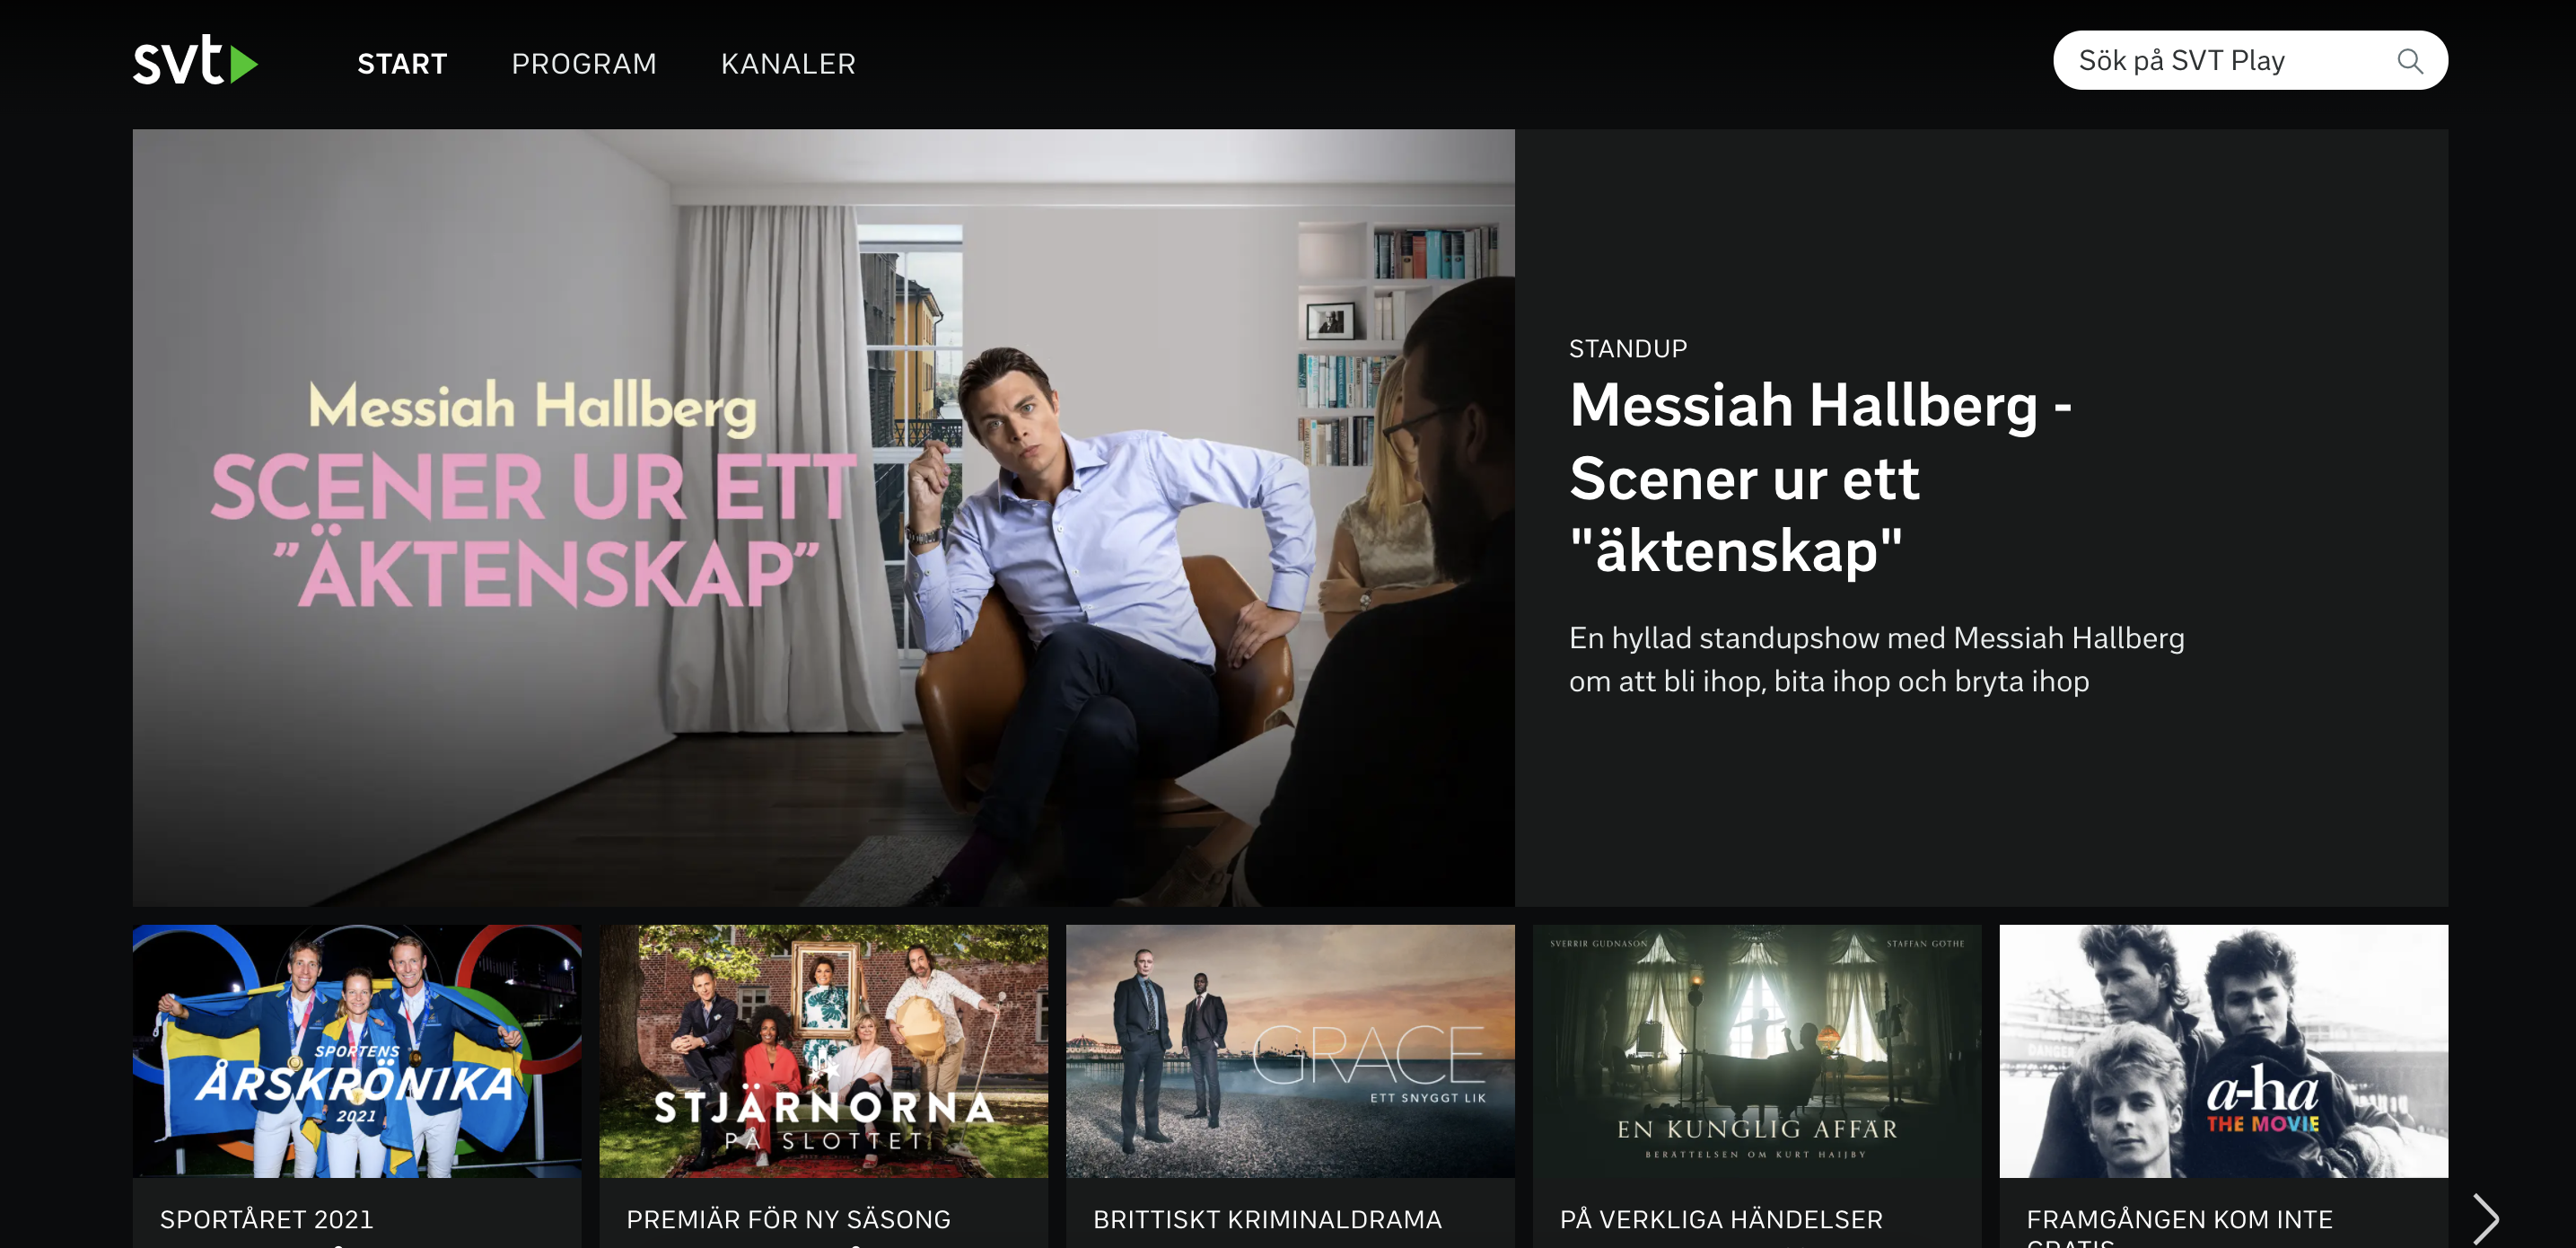 svt
START
PROGRAM
KANALER
Sök på SVT Play
Messiah Hallberg
SCENER UR ETT
”ÄKTENSKAP”
STANDUP
Messiah Hallberg -
Scener ur ett
"äktenskap"
En hyllad standupshow med Messiah Hallberg
om att bli ihop, bita ihop och bryta ihop
SPORTENS
ÅRSKRÖNIKA
2021
SPORTÅRET 2021
STJÄRNORNA
PÅ SLOTTET
PREMIÄR FÖR NY SÄSONG
GRACE
ETT SNYGGT LIK
BRITTISKT KRIMINALDRAMA
SVERRIR GUDNASON
STAFFAN GÖTHE
EN KUNGLIG AFFÄR
BERÄTTELSEN OM KURT HAIJBY
PÅ VERKLIGA HÄNDELSER
DANGER
a-ha
THE MOVIE
FRAMGÅNGEN KOM INTE
GRATIS